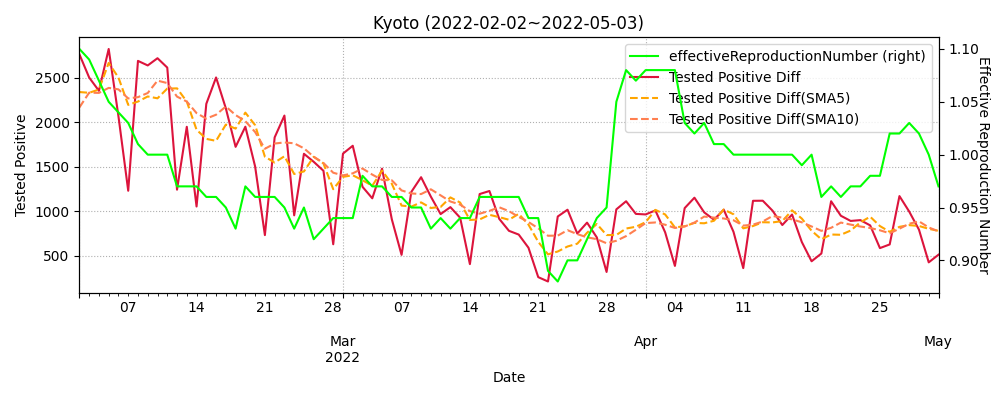 Kyoto (2022-02-02~2022-05-03)
effectiveReproductionNumber (right)
Tested Positive Diff
Tested Positive Diff(SMA5)
Tested Positive Diff(SMA10)
Tested Positive
2500
2000
1500
1000
500
Effective Reproduction Number
1.10
1.05
1.00
0.95
0.90
07 14 21 28 07 14 21 28 04 11 18 25
Mar Apr May
2022
Date